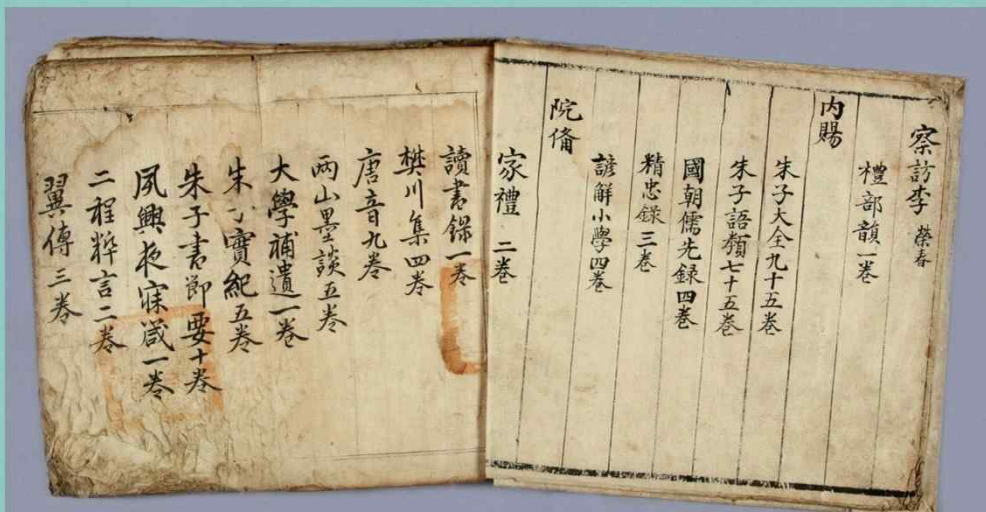 察訪李 榮春
禮部韻一卷
内賜
朱子大全九十五卷
朱子語類七十五卷
國朝儒先録四卷
精忠録三卷
諺解小學四卷
院俻
家禮 二卷
讀書録一卷
樊川集四卷
唐音九卷
兩山墨談五卷
大學補遺一卷
朱子實紀五卷
朱子書節要十卷
夙興夜寐箴一卷
二程粹言二卷
翼傳三卷